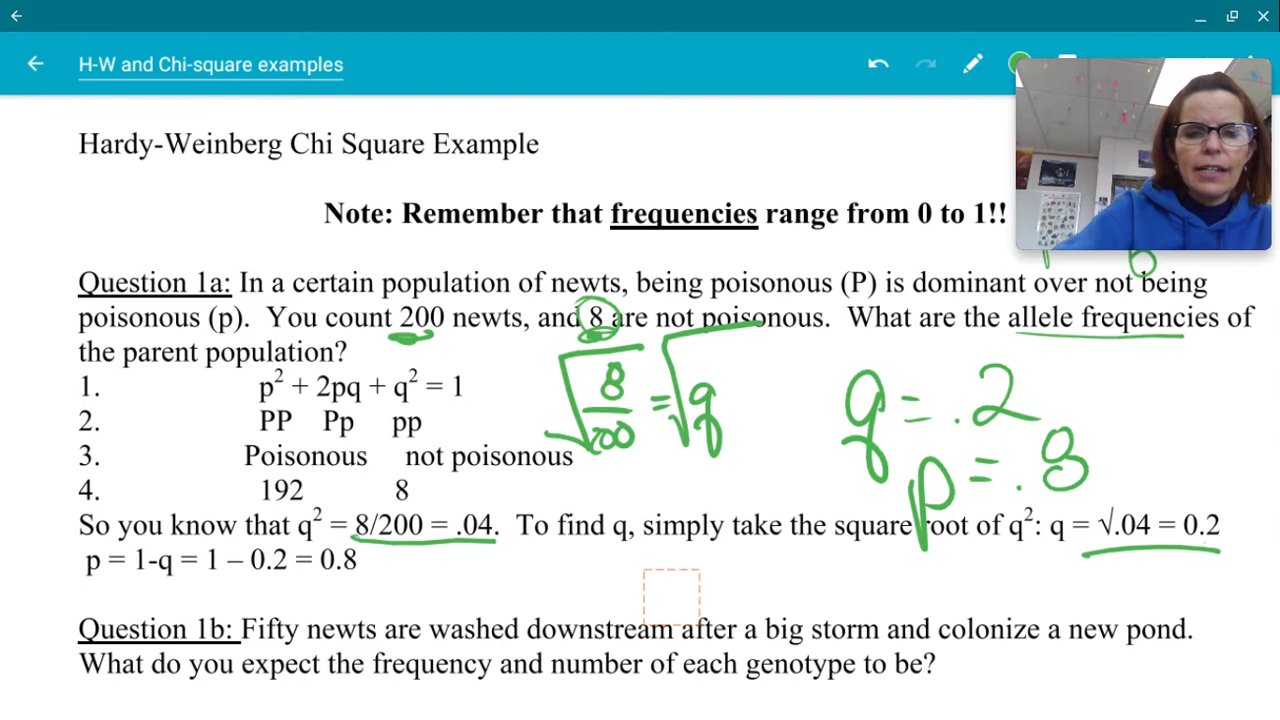 H-W and Chi-square examples
Hardy-Weinberg Chi Square Example
Note: Remember that frequencies range from 0 to 1!!
Question 1a: In a certain population of newts, being poisonous (P) is dominant over not being
poisonous (p). You count 200 newts, and 8 are not poisonous. What are the allele frequencies of
the parent population?
1. p² + 2pq + q² = 1
2. PP Pp pp
3. Poisonous not poisonous
4. 192 8
√8/200 = √q
q = .2
p = .8
So you know that q² = 8/200 = .04. To find q, simply take the square root of q²: q = √.04 = 0.2
p = 1-q = 1 – 0.2 = 0.8
Question 1b: Fifty newts are washed downstream after a big storm and colonize a new pond.
What do you expect the frequency and number of each genotype to be?